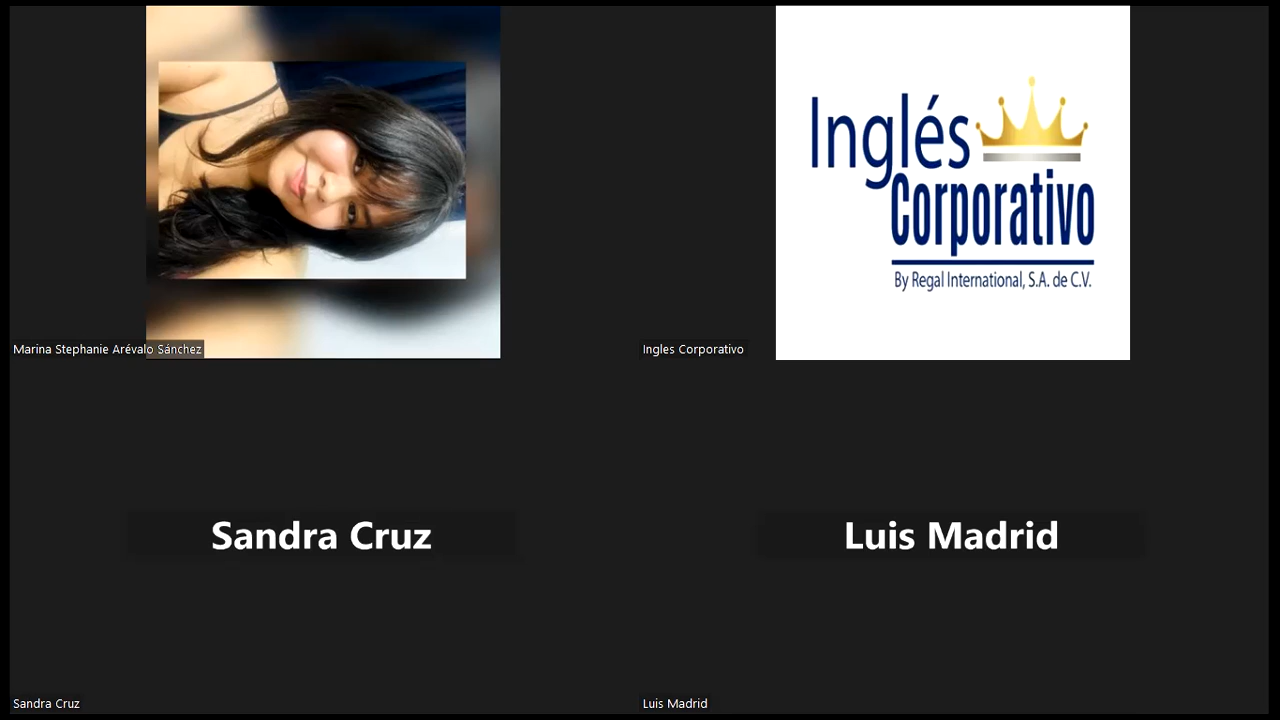 Inglés
Corporativo
By Regal International, S.A. de C.V.
Marina Stephanie Arévalo Sánchez
Ingles Corporativo
Sandra Cruz
Luis Madrid
Sandra Cruz
Luis Madrid